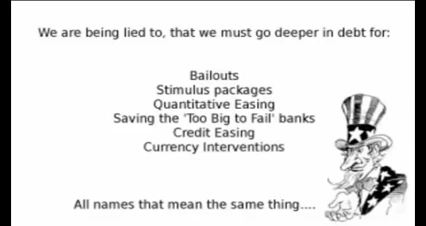 We are being lied to, that we must go deeper in debt for:
Bailouts
Stimulus packages
Quantitative Easing
Saving the 'Too Big to Fail' banks
Credit Easing
Currency Interventions
All names that mean the same thing....